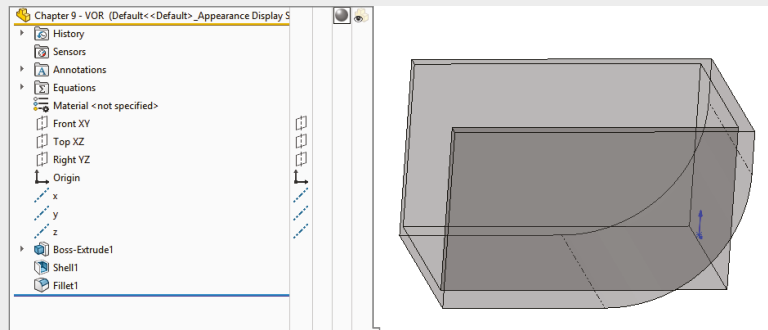 Chapter 9 - VOR (Default<<Default>_Appearance Display S
History
Sensors
Annotations
Equations
Material <not specified>
Front XY
Top XZ
Right YZ
Origin
x
y
z
Boss-Extrude1
Shell1
Fillet1